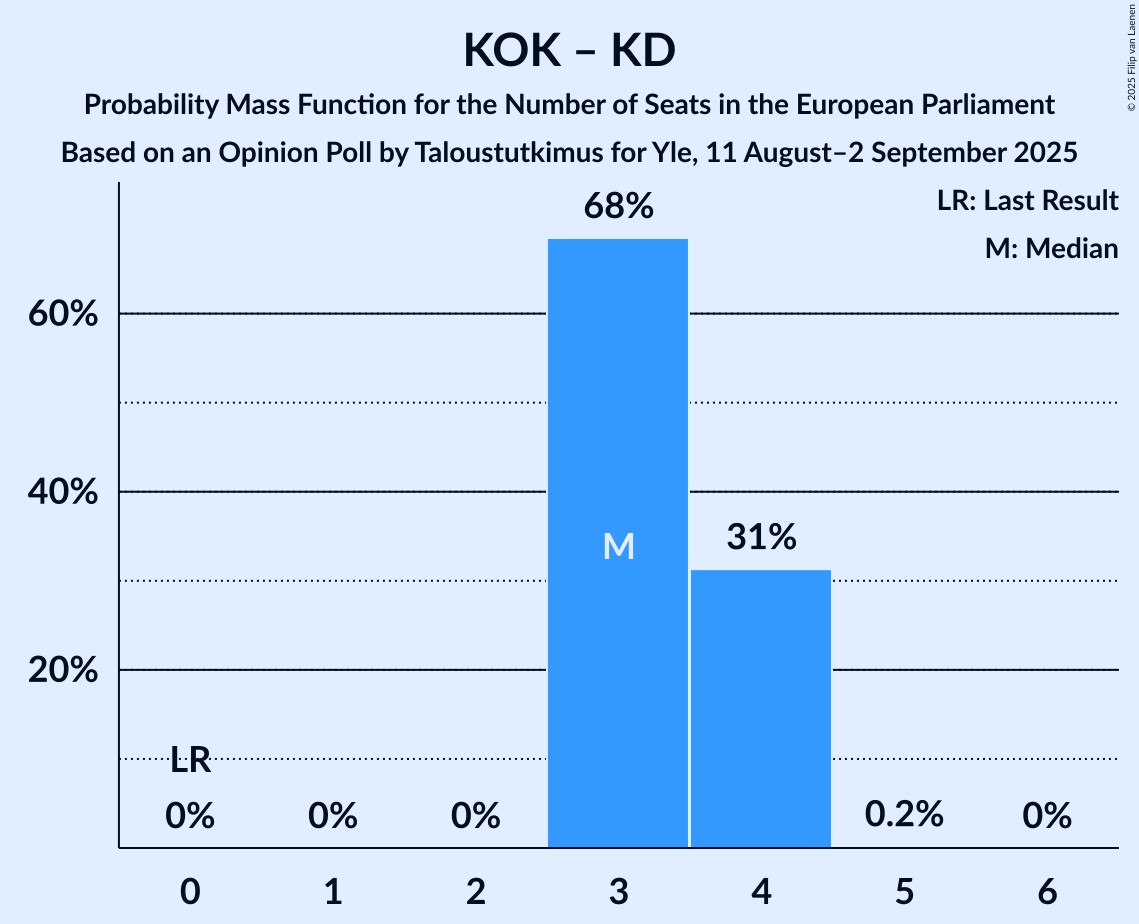 KOK – KD
Probability Mass Function for the Number of Seats in the European Parliament
Based on an Opinion Poll by Taloustutkimus for Yle, 11 August–2 September 2025
© 2025 Filip van Laenen
LR: Last Result
M: Median
68%
60%
40%
31%
M
20%
LR
0%
0%
0%
0.2%
0%
0
1
2
3
4
5
6